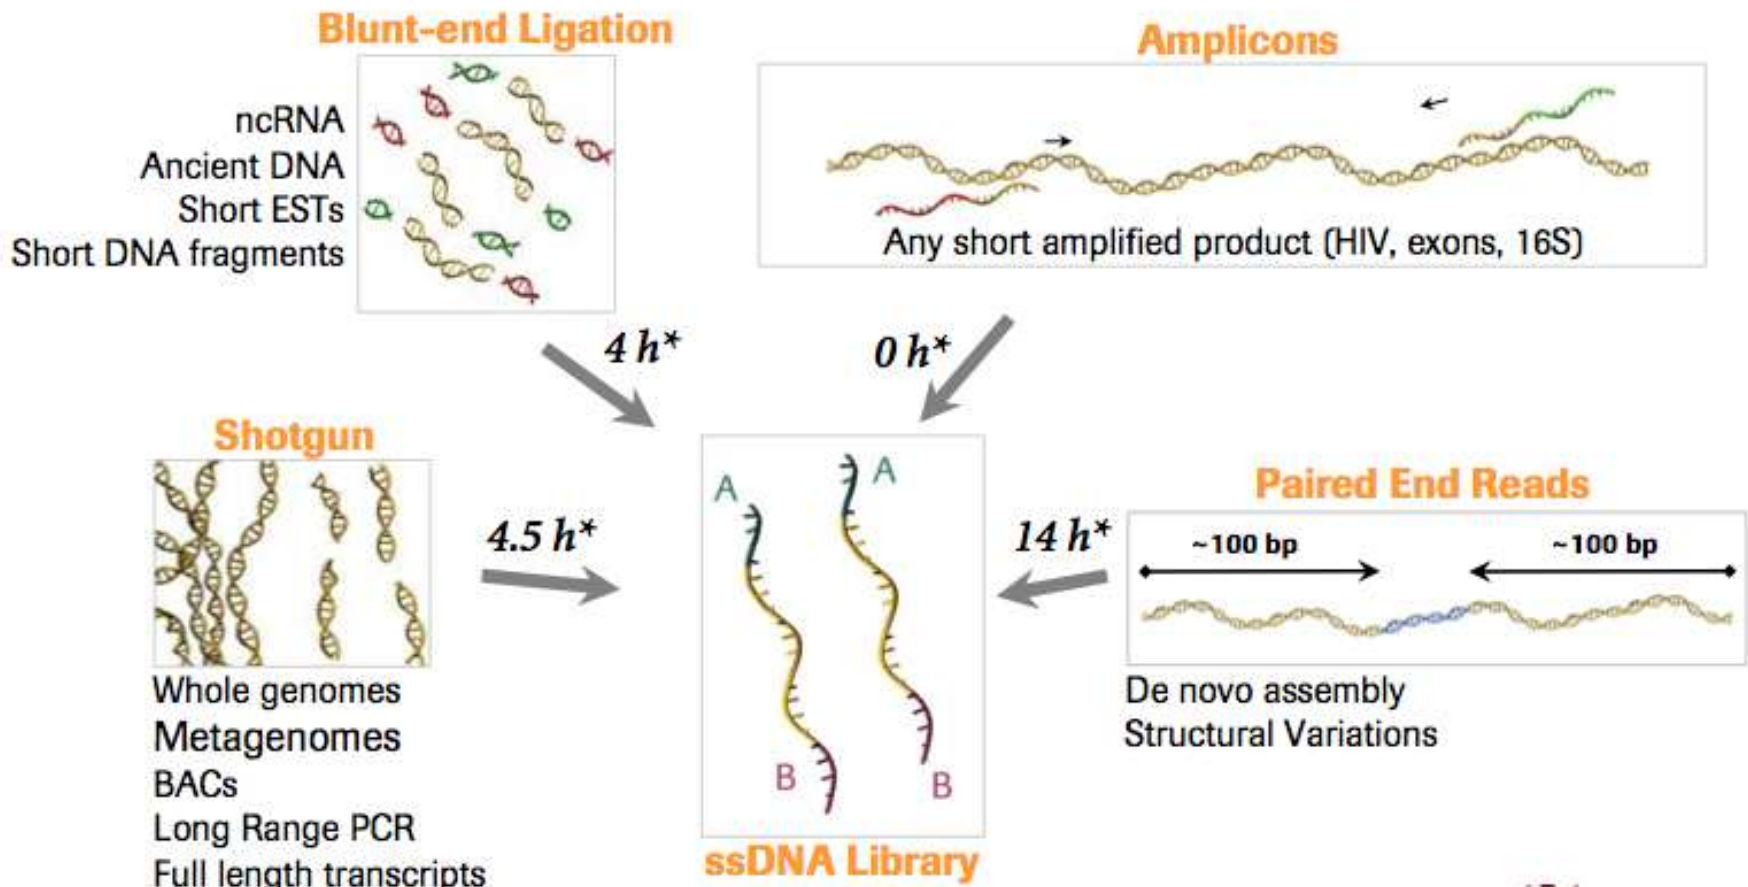 Blunt-end Ligation
ncRNA
Ancient DNA
Short ESTs
Short DNA fragments
Amplicons
Any short amplified product (HIV, exons, 16S)
4 h*
0 h*
Shotgun
4.5 h*
Whole genomes
Metagenomes
BACs
Long Range PCR
Full length transcripts
A
A
B
B
ssDNA Library
14 h*
Paired End Reads
~100 bp
~100 bp
De novo assembly
Structural Variations